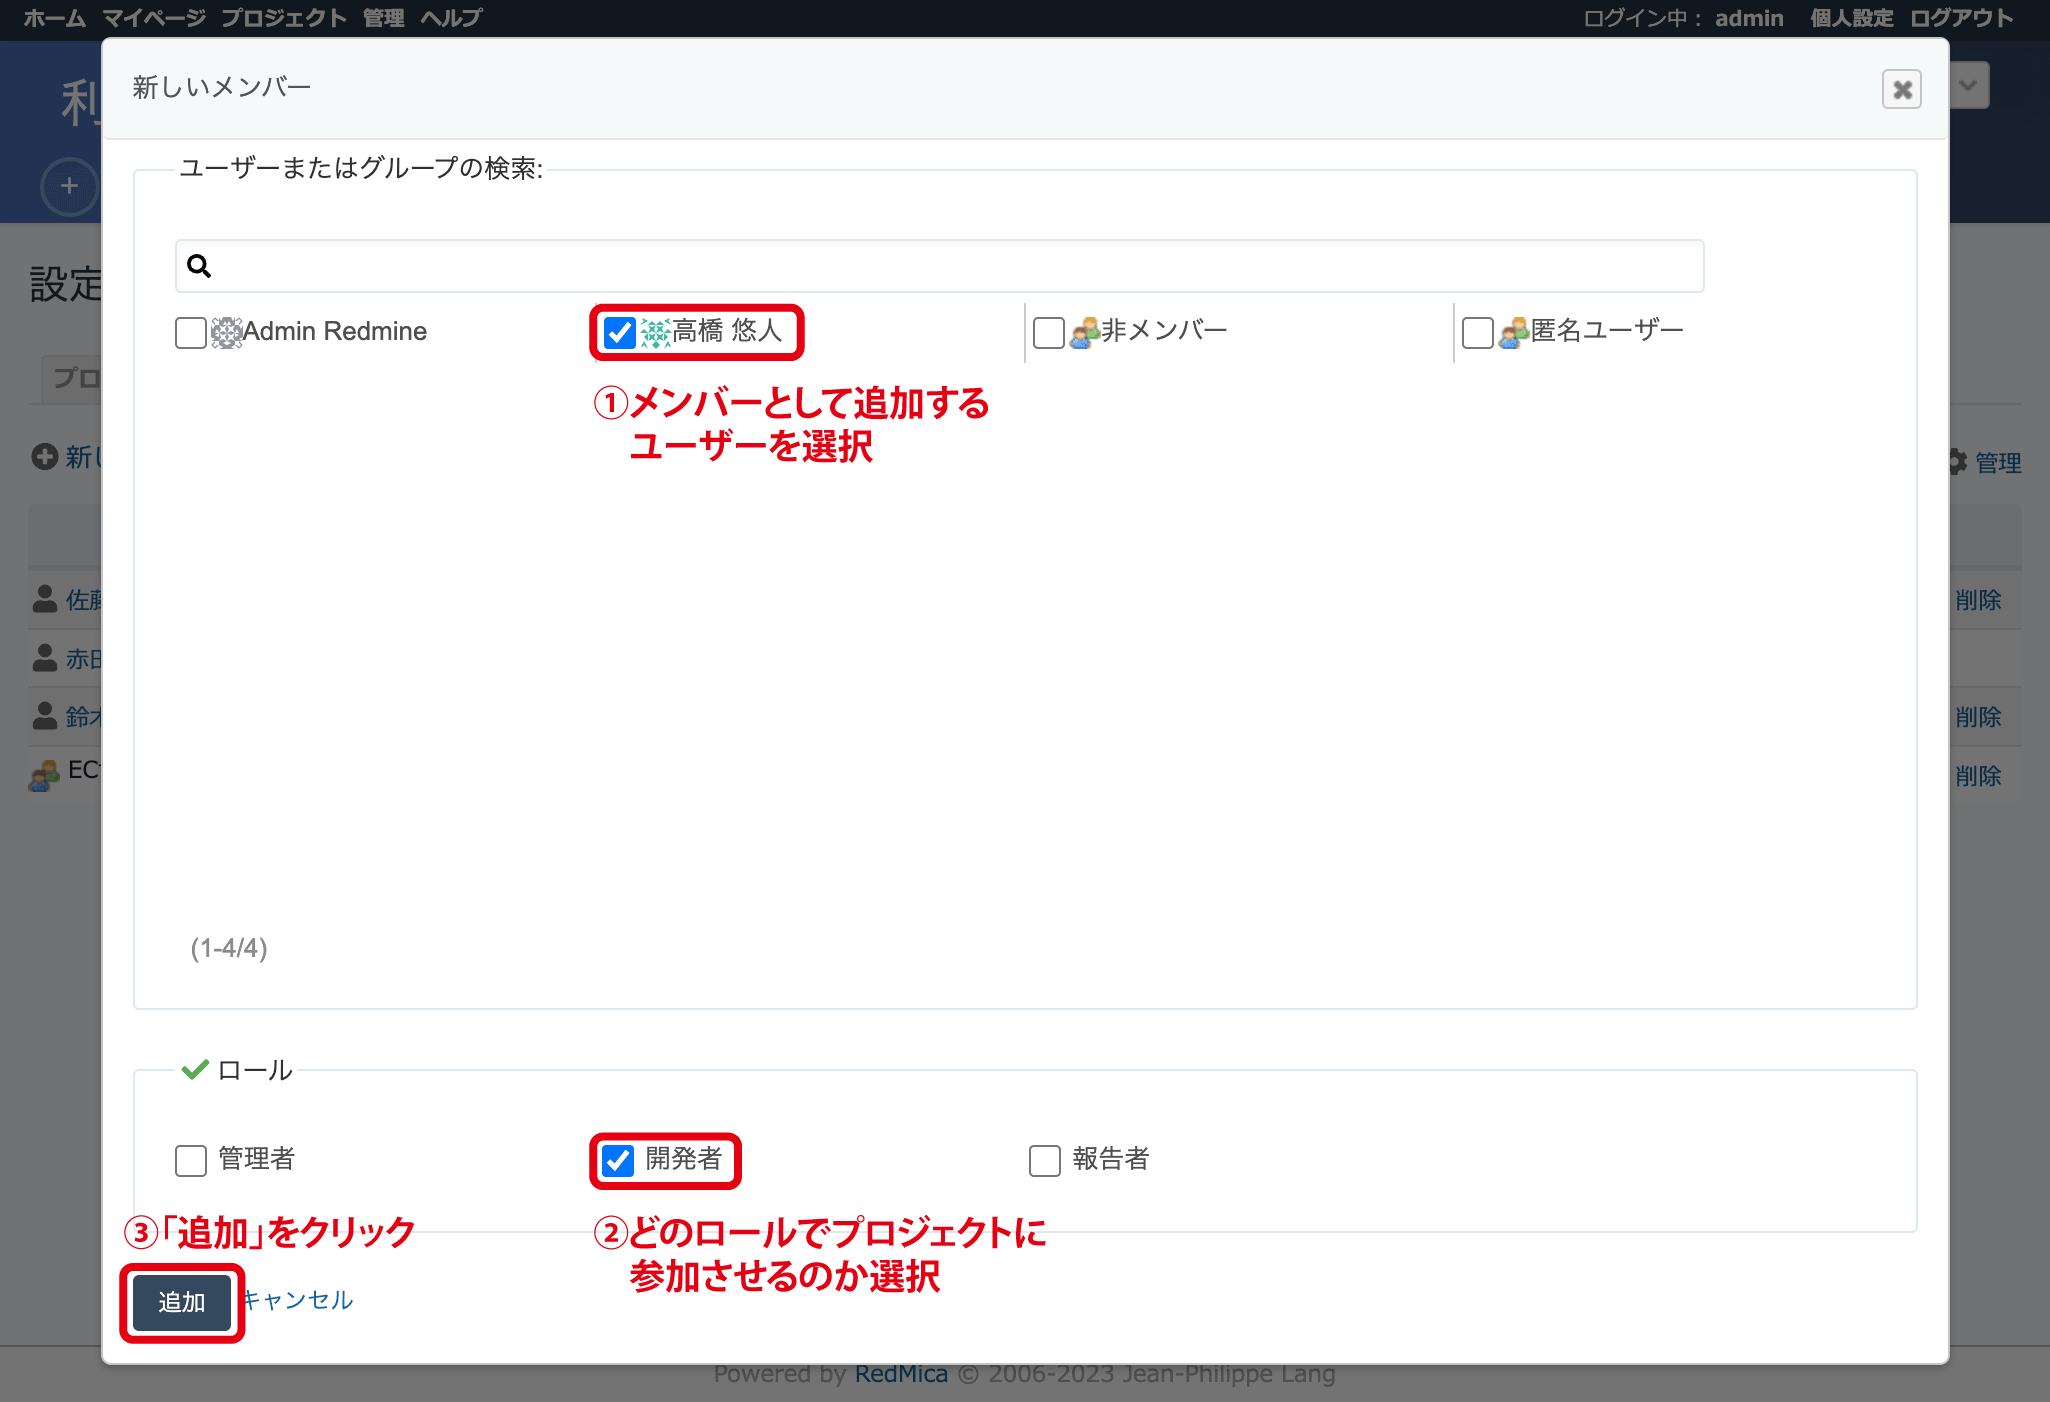 ホーム マイページ プロジェクト 管理 ヘルプ
ログイン中： admin 個人設定 ログアウト
利
新しいメンバー
設定
プロ
新し
管理
佐藤
削除
赤田
鈴木
削除
EC
削除
ユーザーまたはグループの検索:
Admin Redmine
高橋 悠人
非メンバー
匿名ユーザー
①メンバーとして追加する
ユーザーを選択
(1-4/4)
ロール
管理者
開発者
報告者
③「追加」をクリック
②どのロールでプロジェクトに
参加させるのか選択
追加
キャンセル
Powered by RedMica © 2006-2023 Jean-Philippe Lang